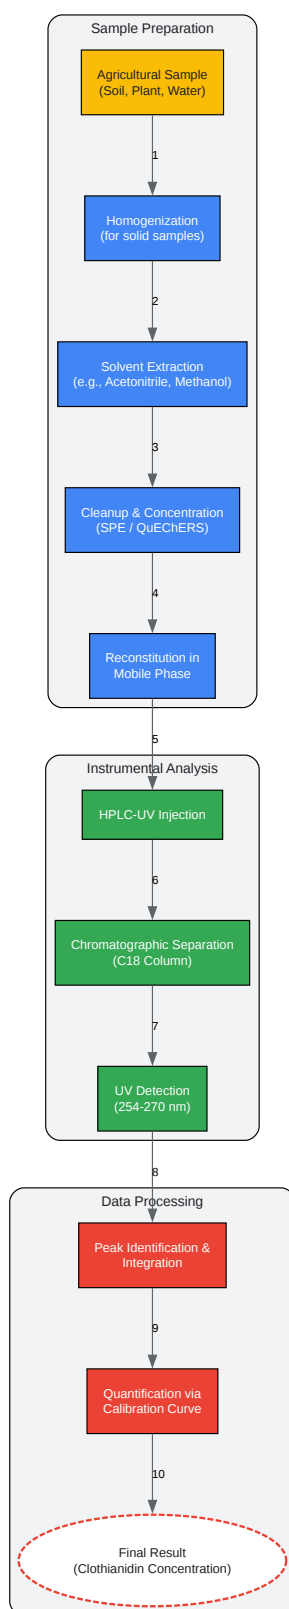 Sample Preparation
Agricultural Sample
(Soil, Plant, Water)
1
Homogenization
(for solid samples)
2
Solvent Extraction
(e.g., Acetonitrile, Methanol)
3
Cleanup & Concentration
(SPE / QuEChERS)
4
Reconstitution in
Mobile Phase
5
Instrumental Analysis
HPLC-UV Injection
6
Chromatographic Separation
(C18 Column)
7
UV Detection
(254-270 nm)
8
Data Processing
Peak Identification &
Integration
9
Quantification via
Calibration Curve
10
Final Result
(Clothianidin Concentration)